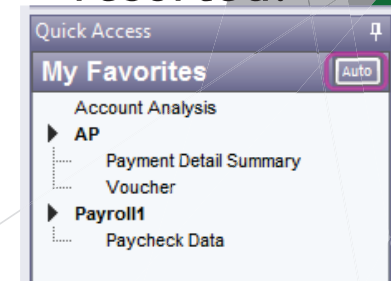 Quick Access
My Favorites Auto
Account Analysis
AP
Payment Detail Summary
Voucher
Payroll1
Paycheck Data